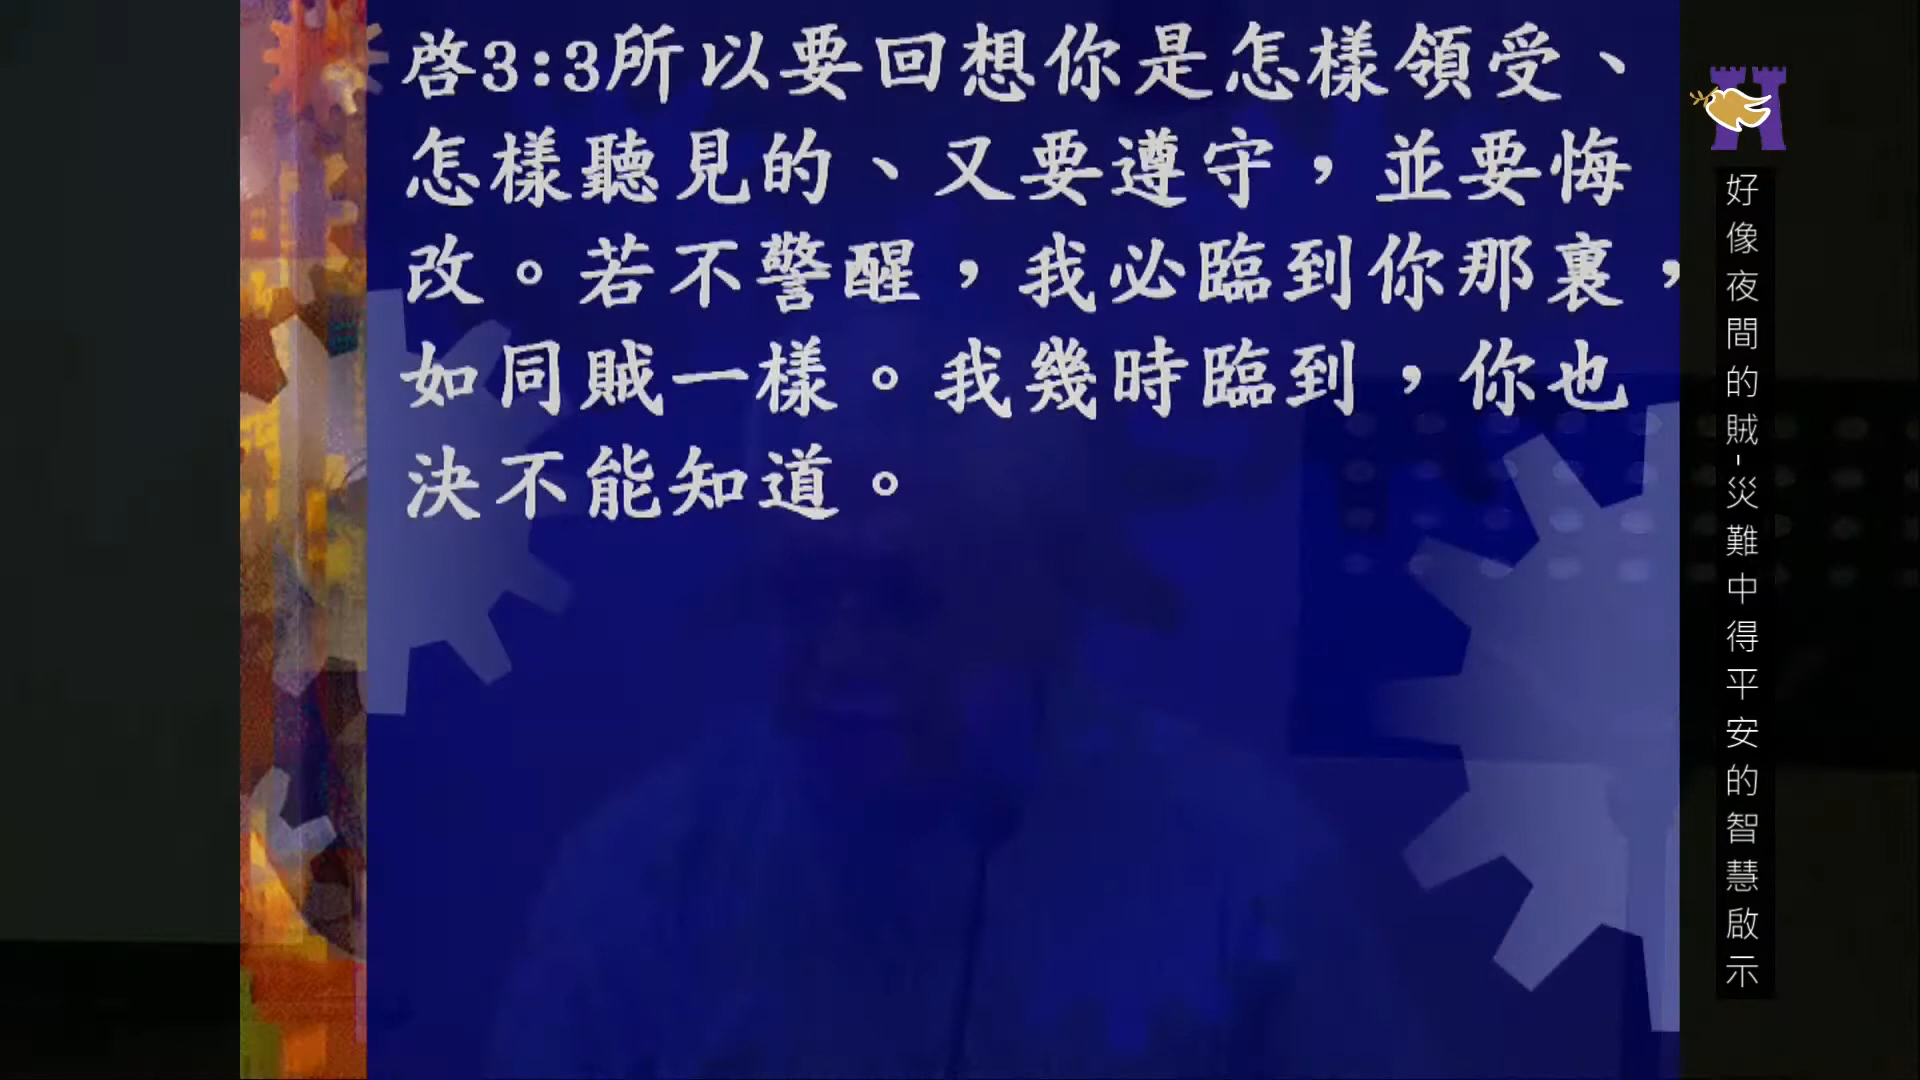 啓3:3所以要回想你是怎樣領受、
怎樣聽見的、又要遵守，並要悔
改。若不警醒，我必臨到你那裏，
如同賊一樣。我幾時臨到，你也
決不能知道。
好像夜間的賊-災難中得平安的智慧啟示